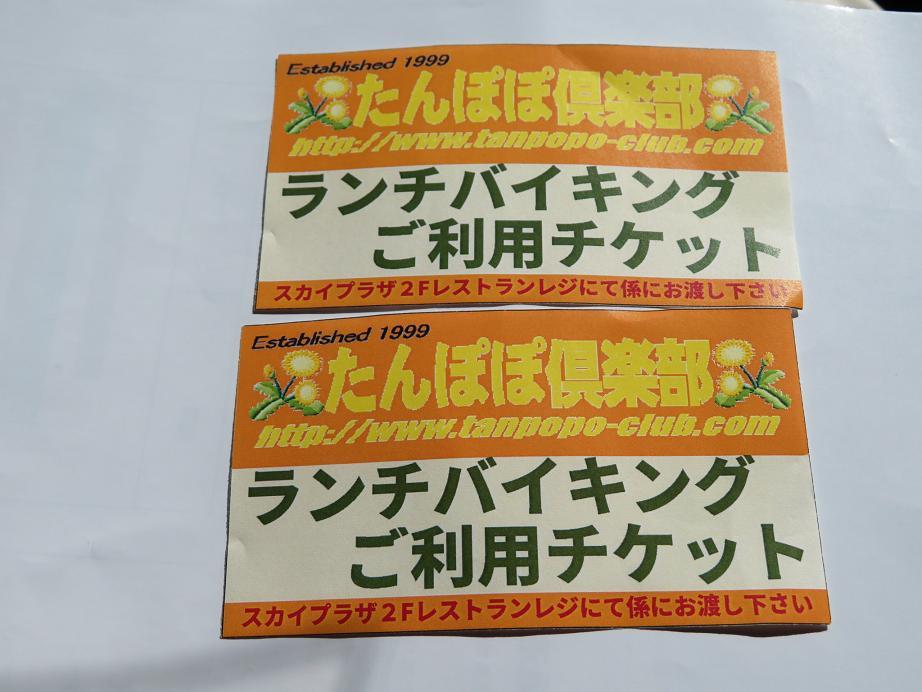 Established 1999
たんぽぽ倶楽部
http://www.tanpopo-club.com
ランチバイキング
ご利用チケット
スカイプラザ2Fレストランレジにて係にお渡し下さい
Established 1999
たんぽぽ倶楽部
http://www.tanpopo-club.com
ランチバイキング
ご利用チケット
スカイプラザ2Fレストランレジにて係にお渡し下さい